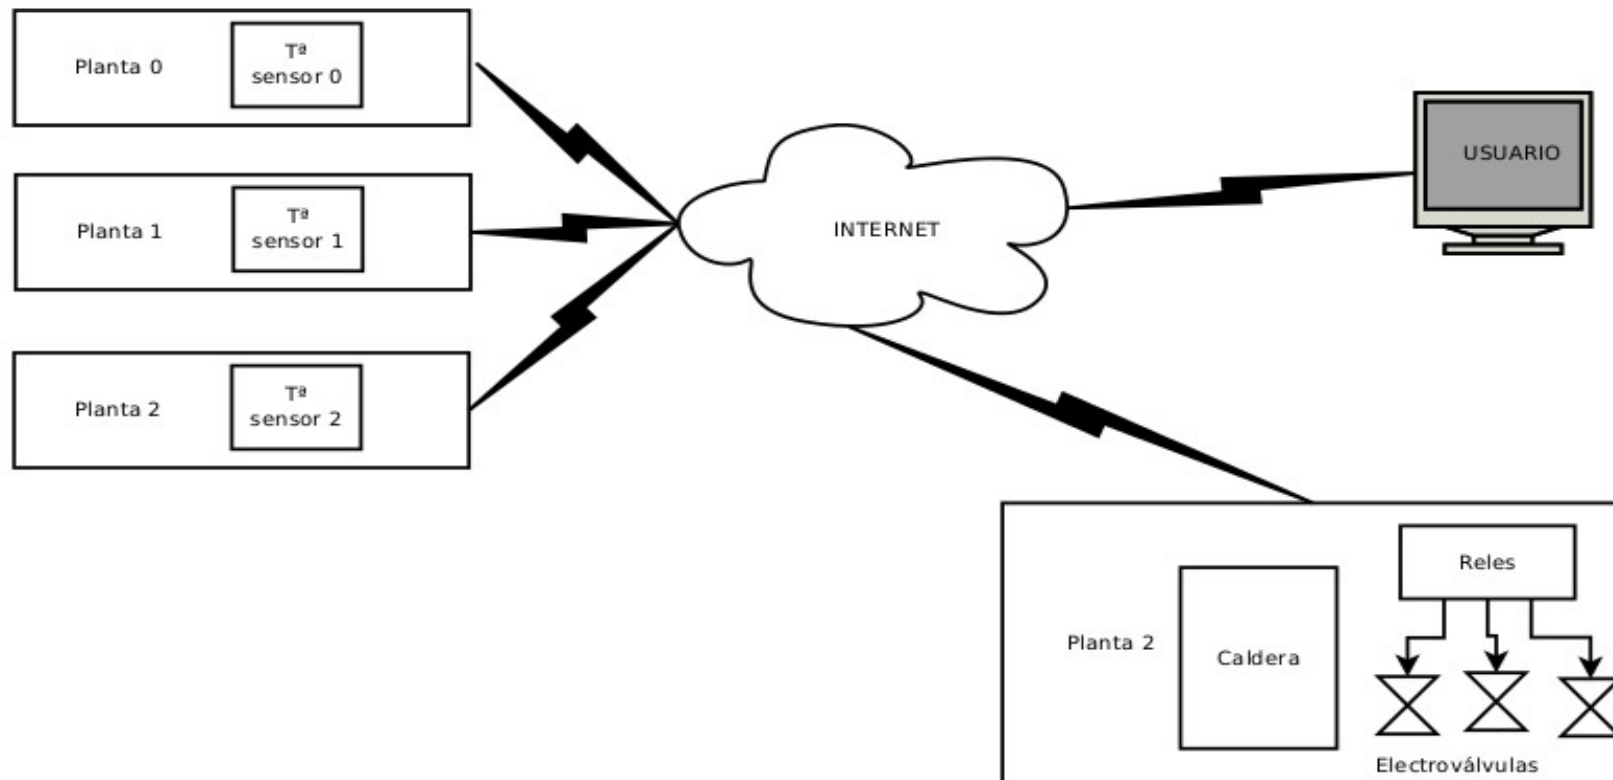 Planta 0
Tª
sensor 0
Planta 1
Tª
sensor 1
Planta 2
Tª
sensor 2
INTERNET
USUARIO
Planta 2
Caldera
Reles
Electroválvulas